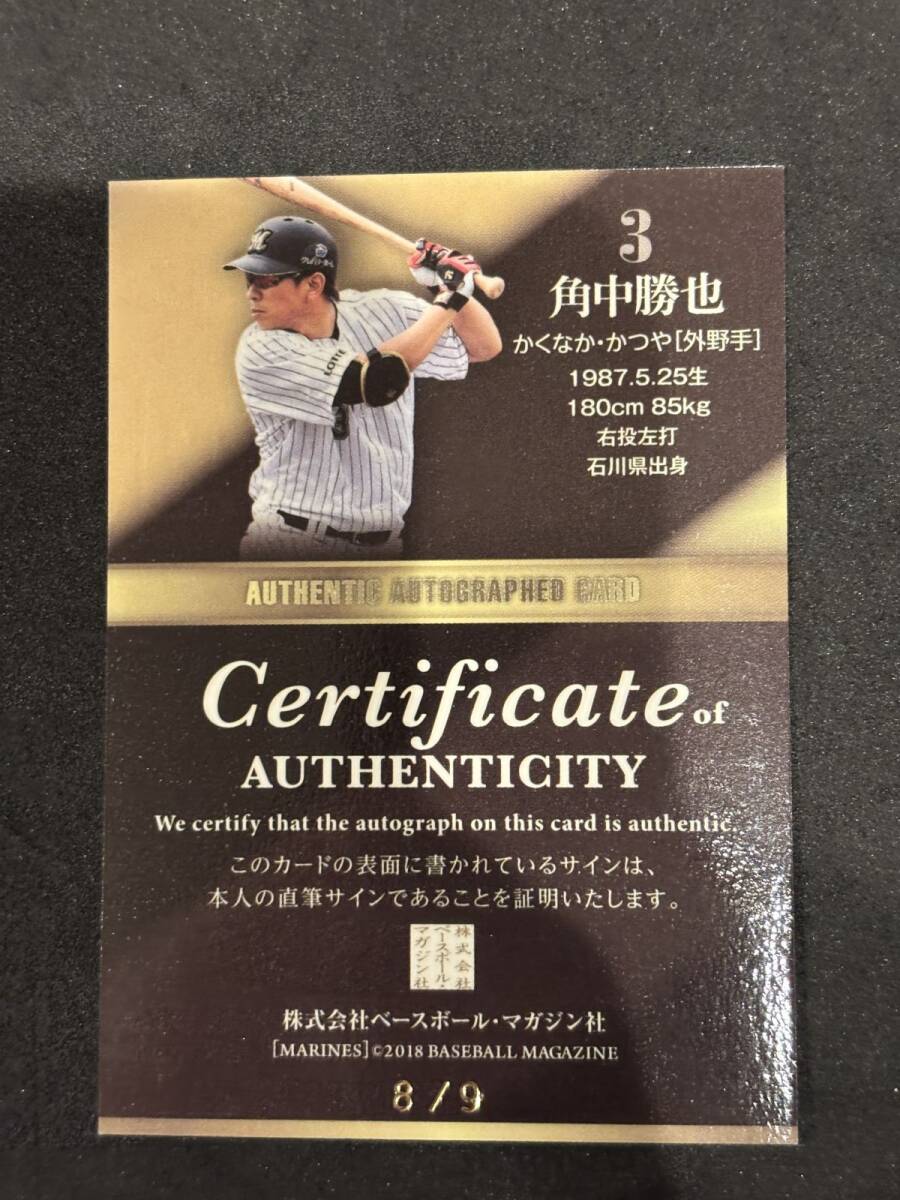 M
LOTTE
3
3
角中勝也
かくなか・かつや[外野手]
1987.5.25生
180cm 85kg
右投左打
石川県出身
AUTHENTIC AUTOGRAPHED CARD
Certificate of
AUTHENTICITY
We certify that the autograph on this card is authentic.
このカードの表面に書かれているサインは、
本人の直筆サインであることを証明いたします。
株式会社
ベースボール・
マガジン社
株式会社ベースボール・マガジン社
[MARINES]©2018 BASEBALL MAGAZINE
8/9